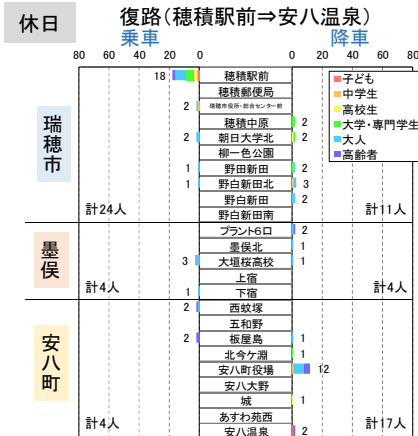 休日
復路(穂積駅前⇒安八温泉)
乗車
降車
80 60 40 20 0
0 20 40 60 80
子ども
中学生
高校生
大学・専門学生
大人
高齢者
瑞穂市
18 穂積駅前
穂積郵便局
2 瑞穂市役所・総合センター前
穂積中原 2
2 朝日大学北 2
柳一色公園
1 野田新田 2
1 野白新田北 3
野白新田 2
野白新田南
計24人
計11人
墨俣
プラント6口 2
墨俣北 1
3 大垣桜高校 1
上宿
1 下宿
計4人
計4人
安八町
2 西蚊塚
五和野
2 板屋島 1
北今ケ淵 1
安八町役場 12
安八大野
城 1
あすわ苑西
安八温泉 2
計4人
計17人